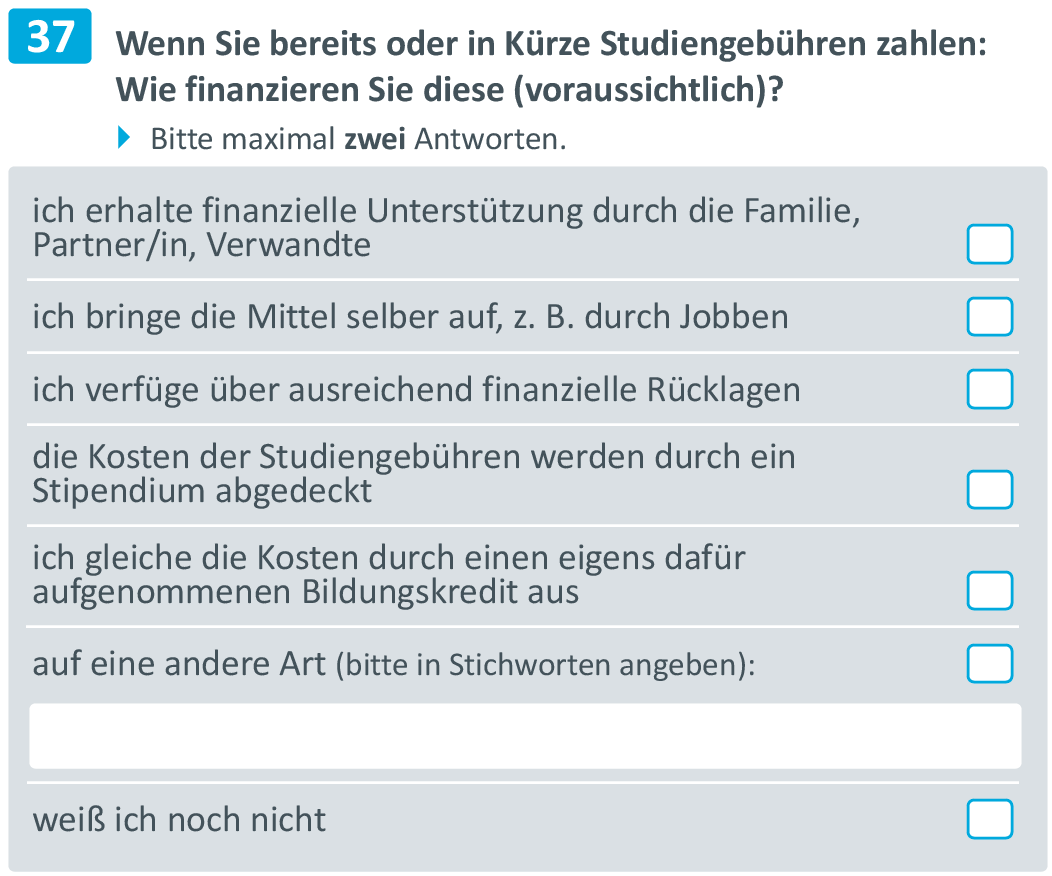 37
Wenn Sie bereits oder in Kürze Studiengebühren zahlen:
Wie finanzieren Sie diese (voraussichtlich)?
Bitte maximal zwei Antworten.
ich erhalte finanzielle Unterstützung durch die Familie,
Partner/in, Verwandte
ich bringe die Mittel selber auf, z. B. durch Jobben
ich verfüge über ausreichend finanzielle Rücklagen
die Kosten der Studiengebühren werden durch ein
Stipendium abgedeckt
ich gleiche die Kosten durch einen eigens dafür
aufgenommenen Bildungskredit aus
auf eine andere Art (bitte in Stichworten angeben):
weiß ich noch nicht